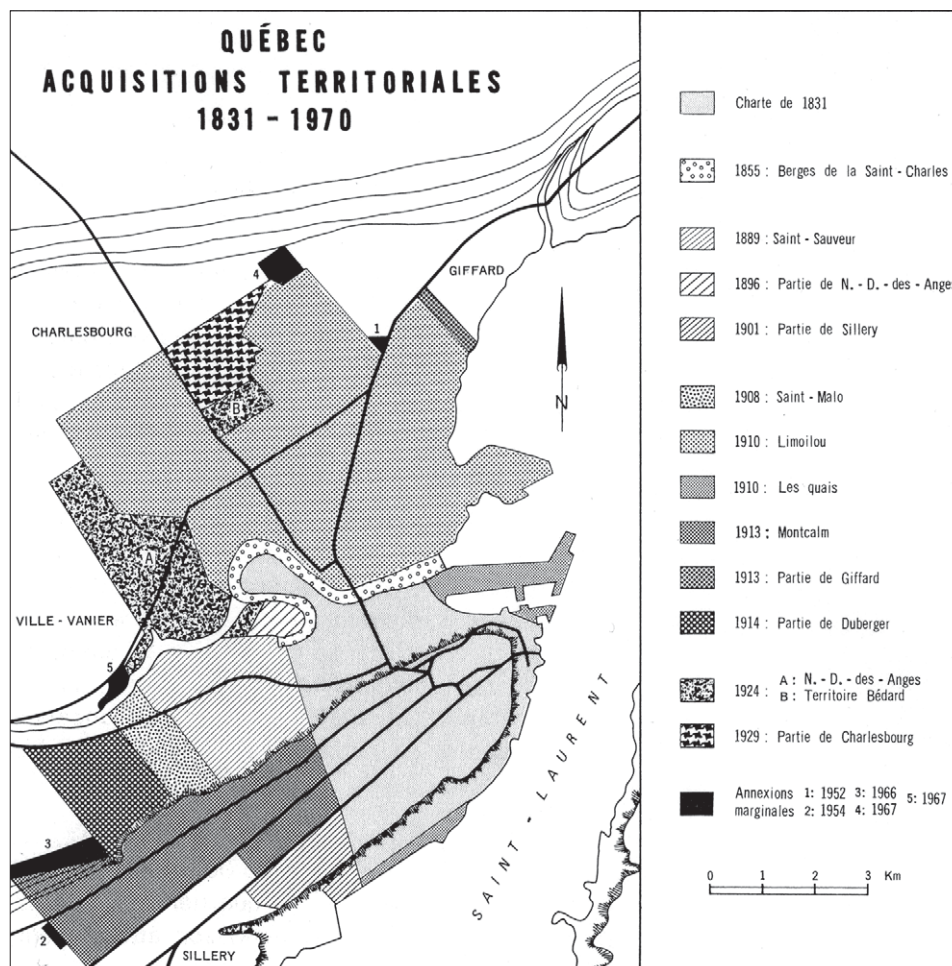 QUÉBEC
ACQUISITIONS TERRITORIALES
1831 - 1970
4
GIFFARD
CHARLESBOURG
1
B
N
A
VILLE - VANIER
5
3
2
SILLERY
SAINT - LAURENT
Charte de 1831
1855 : Berges de la Saint - Charles
1889 : Saint - Sauveur
1896 : Partie de N. - D. - des - Anges
1901 : Partie de Sillery
1908 : Saint - Malo
1910 : Limoilou
1910 : Les quais
1913 : Montcalm
1913 : Partie de Giffard
1914 : Partie de Duberger
1924 : A : N. - D. - des - Anges
B : Territoire Bédard
1929 : Partie de Charlesbourg
Annexions 1: 1952 3: 1966 5: 1967
marginales 2: 1954 4: 1967
0 1 2 3 Km